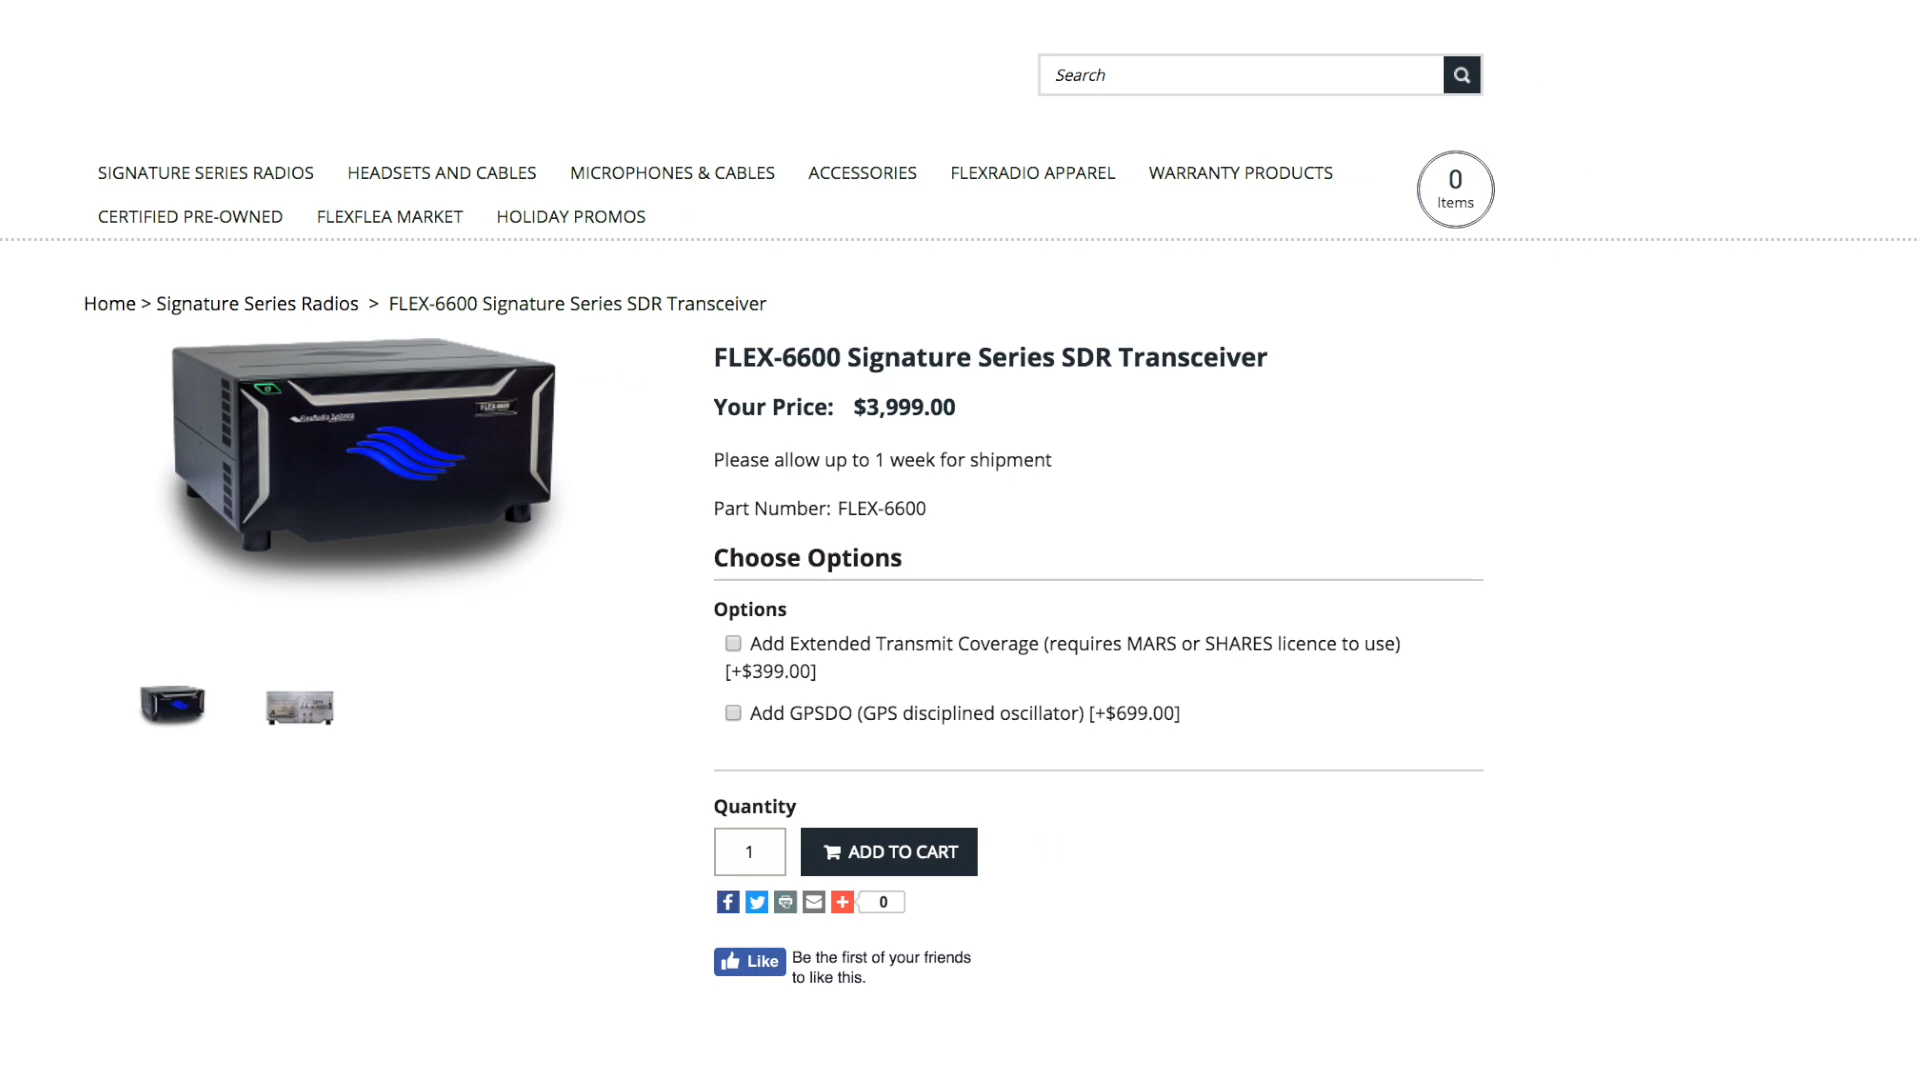 Search
SIGNATURE SERIES RADIOS HEADSETS AND CABLES MICROPHONES & CABLES ACCESSORIES FLEXRADIO APPAREL WARRANTY PRODUCTS
0
Items
CERTIFIED PRE-OWNED FLEXFLEA MARKET HOLIDAY PROMOS
Home > Signature Series Radios > FLEX-6600 Signature Series SDR Transceiver
FlexRadio Systems
FLEX-6600
FLEX-6600 Signature Series SDR Transceiver
Your Price: $3,999.00
Please allow up to 1 week for shipment
Part Number: FLEX-6600
Choose Options
Options
Add Extended Transmit Coverage (requires MARS or SHARES licence to use)
[+$399.00]
Add GPSDO (GPS disciplined oscillator) [+$699.00]
Quantity
1
ADD TO CART
0
Like
Be the first of your friends
to like this.